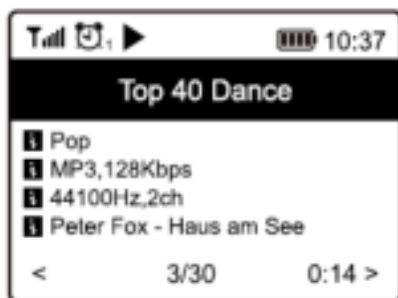 1 10:37
Top 40 Dance
i Pop
i MP3,128Kbps
i 44100Hz,2ch
i Peter Fox - Haus am See
< 3/30 0:14 >